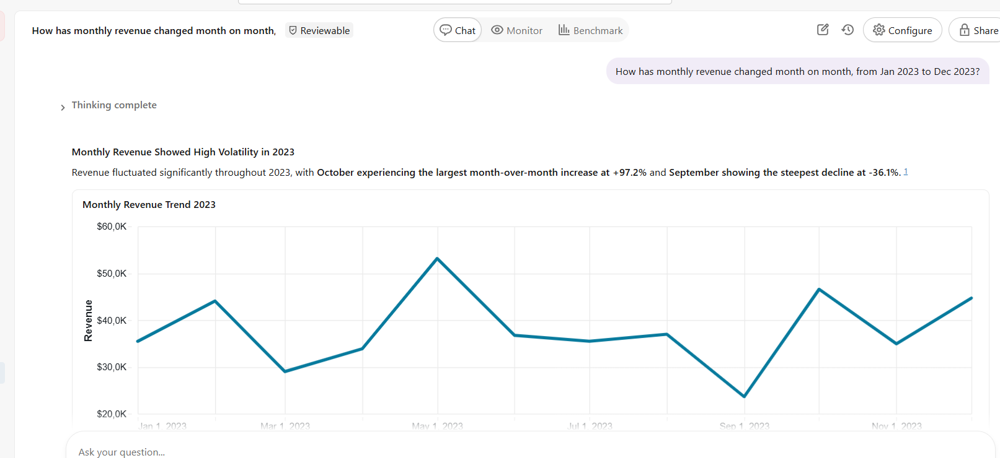 How has monthly revenue changed month on month,
Reviewable
Chat
Monitor
Benchmark
Configure
Share
How has monthly revenue changed month on month, from Jan 2023 to Dec 2023?
Thinking complete
Monthly Revenue Showed High Volatility in 2023
Revenue fluctuated significantly throughout 2023, with October experiencing the largest month-over-month increase at +97.2% and September showing the steepest decline at -36.1%. 1
Monthly Revenue Trend 2023
$60,0K
$50,0K
$40,0K
$30,0K
$20,0K
Revenue
Jan 1, 2023
Mar 1, 2023
May 1, 2023
Jul 1, 2023
Sep 1, 2023
Nov 1, 2023
Ask your question...